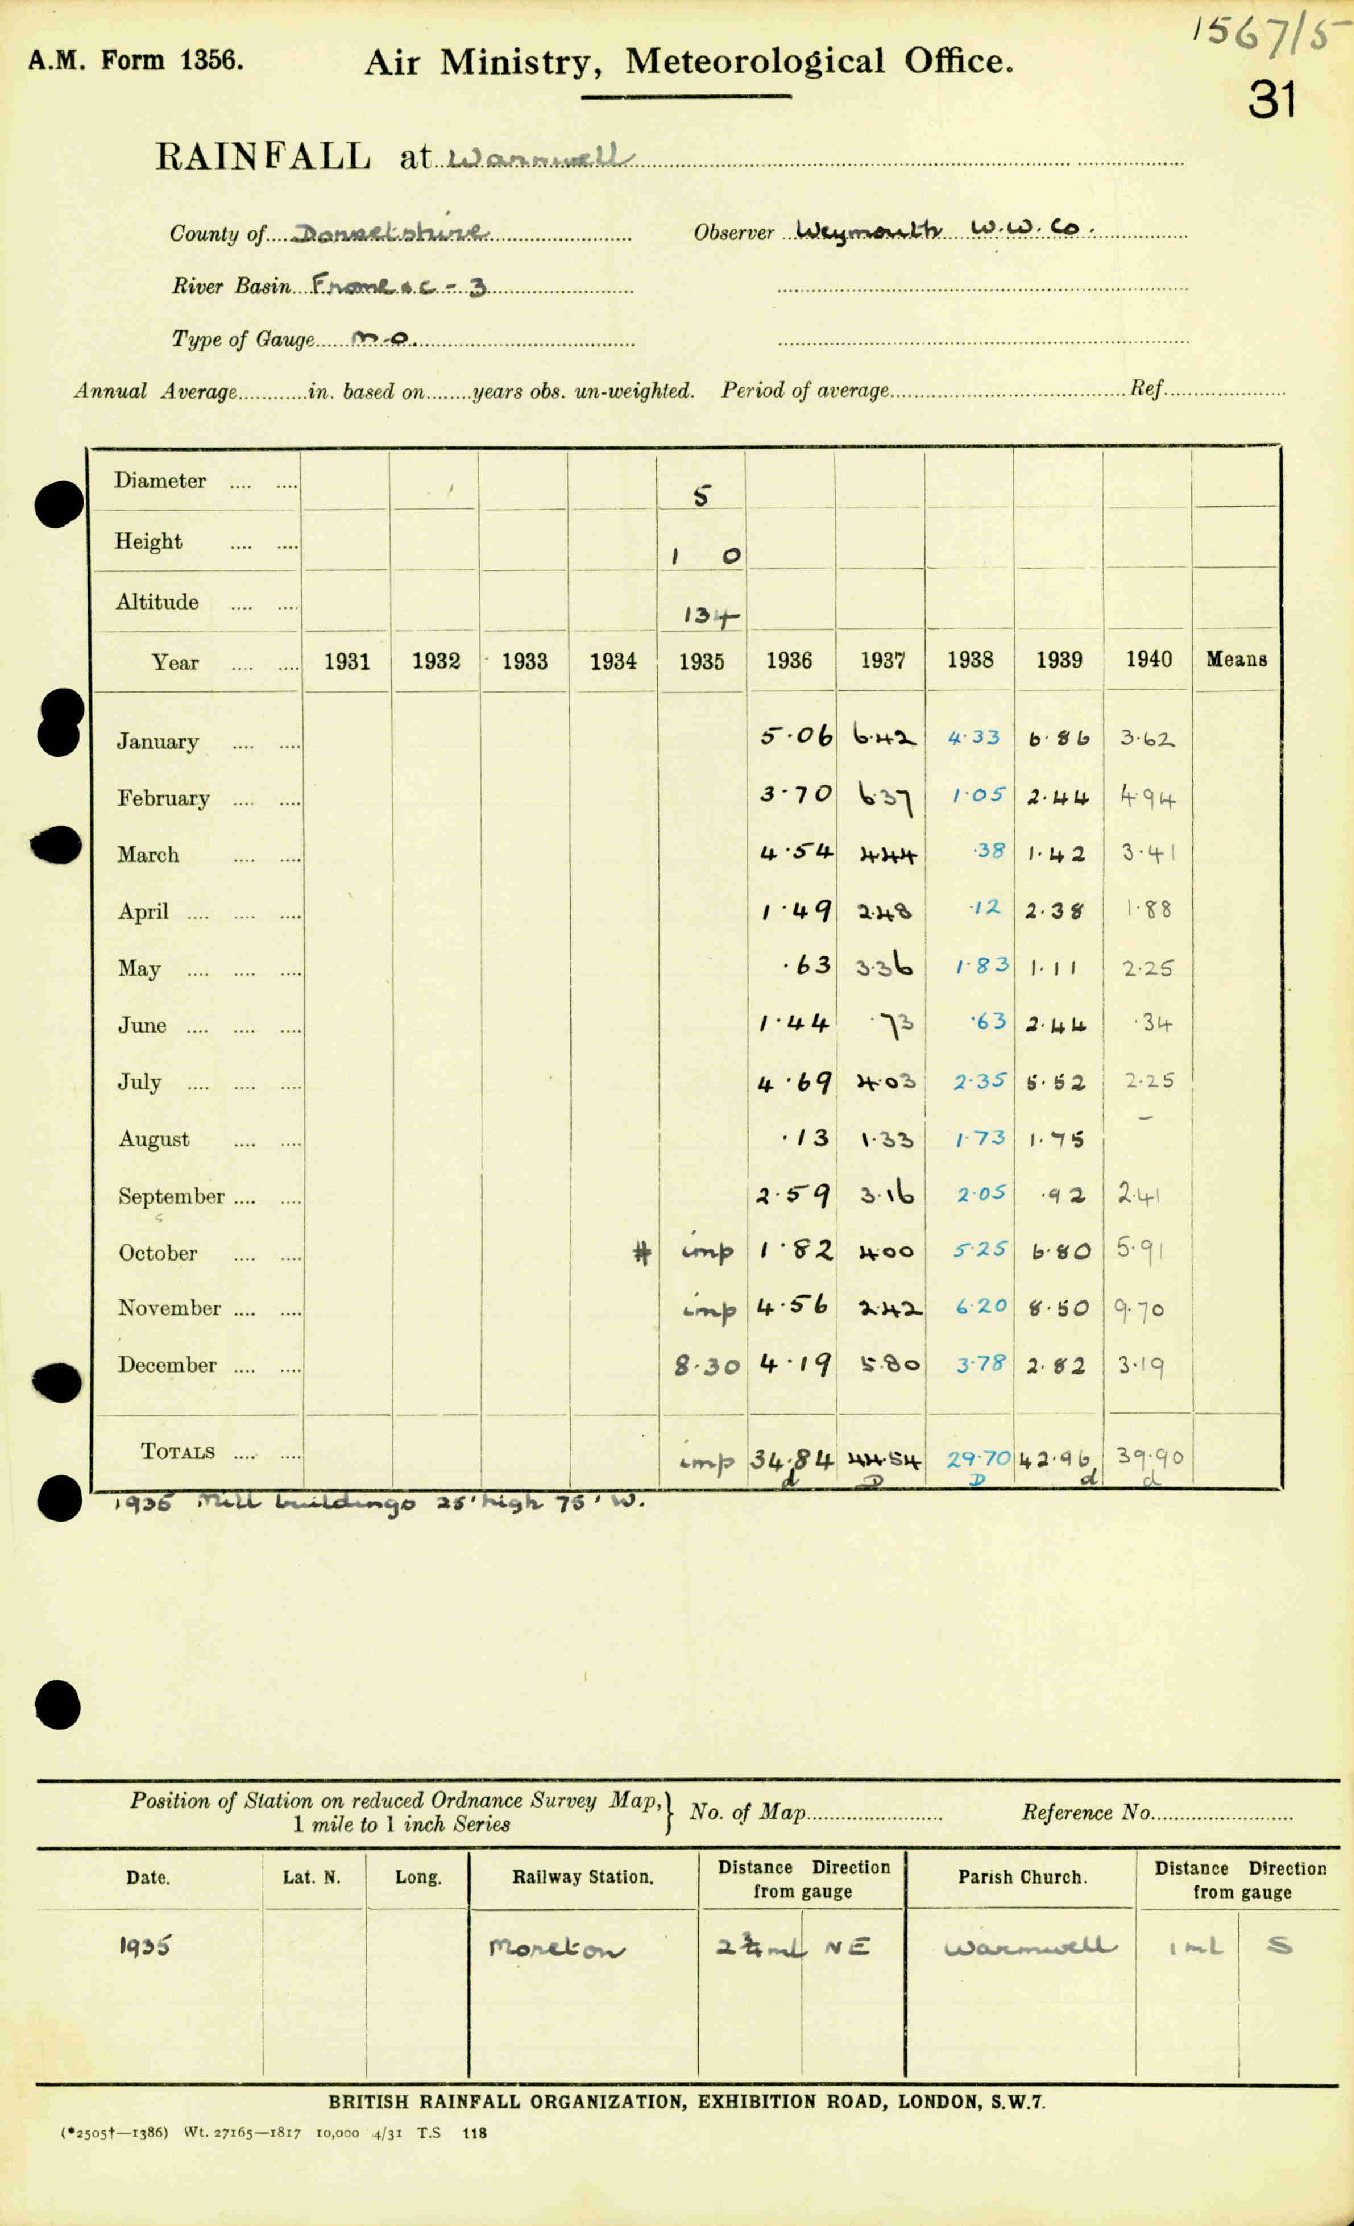 1567/5
A.M. Form 1356. Air Ministry, Meteorological Office.
31
RAINFALL at Warmwell
County of Dorsetshire Observer Weymouth W.W. Co.
River Basin Frome &c - 3
Type of Gauge M.O.
Annual Average in. based on years obs. un-weighted. Period of average Ref.
Diameter 5
Height 1 0
Altitude 134
Year 1931 1932 1933 1934 1935 1936 1937 1938 1939 1940 Means
January 5.06 6.42 4.33 6.86 3.62
February 3.70 6.37 1.05 2.44 4.94
March 4.54 4.44 .38 1.42 3.41
April 1.49 2.48 .12 2.38 1.88
May .63 3.36 1.83 1.11 2.25
June 1.44 .73 .63 2.44 .34
July 4.69 4.03 2.35 5.52 2.25
August .13 1.33 1.73 1.75 -
September 2.59 3.16 2.05 .92 2.41
October # imp 1.82 4.00 5.25 6.80 5.91
November imp 4.56 2.42 6.20 8.50 9.70
December 8.30 4.19 5.80 3.78 2.82 3.19
TOTALS imp 34.84 44.54 29.70 42.96 39.90
d D D d d
1935 Mill buildings 25' high 75' W.
Position of Station on reduced Ordnance Survey Map, } No. of Map Reference No.
1 mile to 1 inch Series
Date. Lat. N. Long. Railway Station. Distance Direction from gauge Parish Church. Distance Direction from gauge
1935 Moreton 2¾ ml NE Warmwell 1 ml S
BRITISH RAINFALL ORGANIZATION, EXHIBITION ROAD, LONDON, S.W.7.
(*2505†—1386) Wt. 27165—1817 10,000 4/31 T.S 118